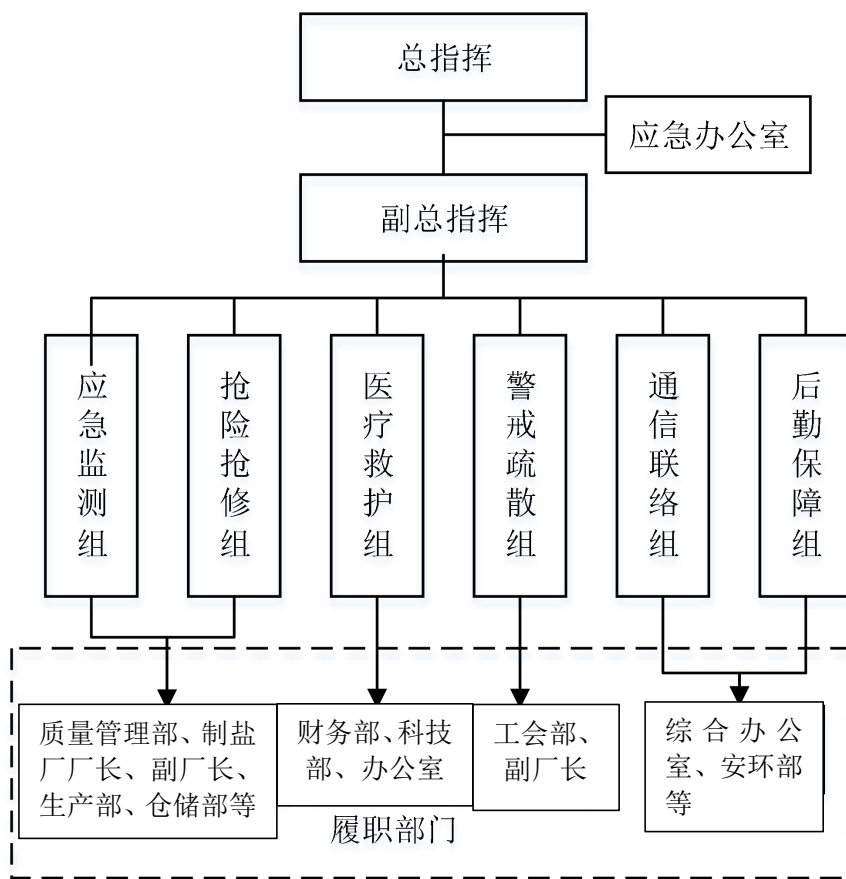 总指挥
应急办公室
副总指挥
应急监测组
抢险抢修组
医疗救护组
警戒疏散组
通信联络组
后勤保障组
质量管理部、制盐
厂厂长、副厂长、
生产部、仓储部等
财务部、科技
部、办公室
工会部、
副厂长
综合办公
室、安环部
等
履职部门